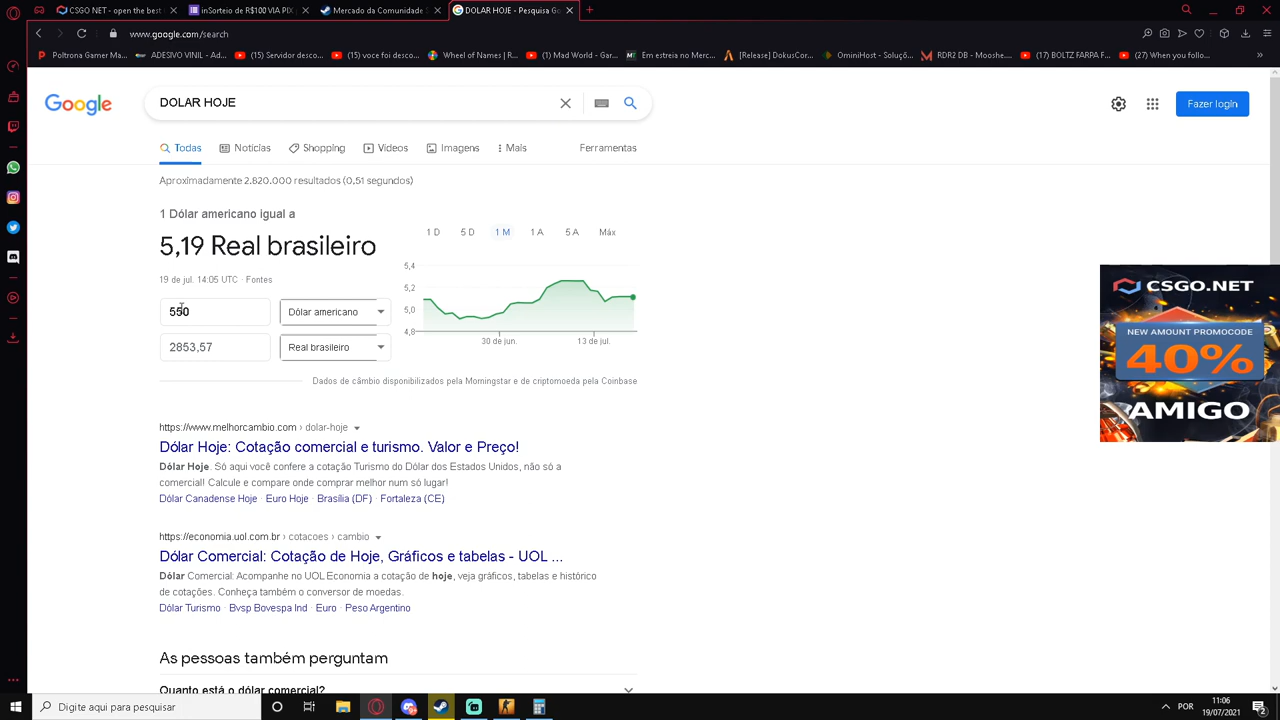 CSGO NET - open the best
inSorteio de R$100 VIA PIX
Mercado da Comunidade S
DOLAR HOJE - Pesquisa Go
www.google.com/search
Poltrona Gamer Ma...
ADESIVO VINIL - Ad...
(15) Servidor desco...
(15) voce foi desco...
Wheel of Names | R...
(1) Mad World - Gar...
Em estreia no Merc...
[Release] DokusCor...
OminiHost - Soluçõ...
RDR2 DB - Mooshe...
(17) BOLTZ FARPA F...
(27) When you follo...
Google
DOLAR HOJE
Fazer login
Todas
Notícias
Shopping
Vídeos
Imagens
Mais
Ferramentas
Aproximadamente 2.820.000 resultados (0,51 segundos)
1 Dólar americano igual a
5,19 Real brasileiro
19 de jul. 14:05 UTC · Fontes
550
Dólar americano
2853,57
Real brasileiro
1 D
5 D
1 M
1 A
5 A
Máx
5,4
5,2
5,0
4,8
30 de jun.
13 de jul.
Dados de câmbio disponibilizados pela Morningstar e de criptomoeda pela Coinbase
https://www.melhorcambio.com › dolar-hoje
Dólar Hoje: Cotação comercial e turismo. Valor e Preço!
Dólar Hoje. Só aqui você confere a cotação Turismo do Dólar dos Estados Unidos, não só a
comercial! Calcule e compare onde comprar melhor num só lugar!
Dólar Canadense Hoje · Euro Hoje · Brasília (DF) · Fortaleza (CE)
https://economia.uol.com.br › cotacoes › cambio
Dólar Comercial: Cotação de Hoje, Gráficos e tabelas - UOL ...
Dólar Comercial: Acompanhe no UOL Economia a cotação de hoje, veja gráficos, tabelas e histórico
de cotações. Conheça também o conversor de moedas.
Dólar Turismo · Bvsp Bovespa Ind · Euro · Peso Argentino
As pessoas também perguntam
Quanto está o dólar comercial?
CSGO.NET
NEW AMOUNT PROMOCODE
40%
AMIGO
Digite aqui para pesquisar
POR
11:06
19/07/2021
2